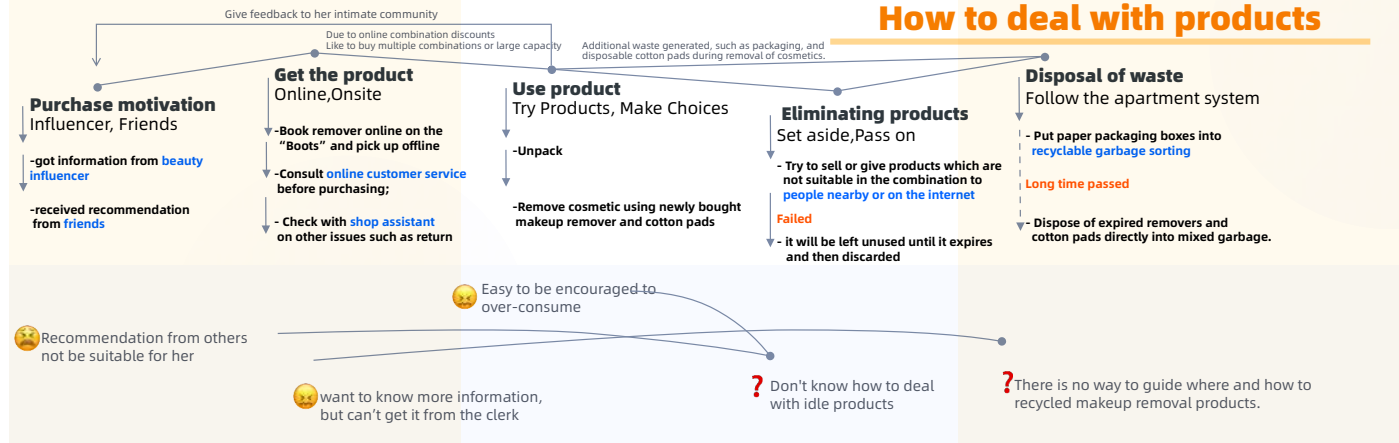 How to deal with products
Give feedback to her intimate community
Due to online combination discounts
Like to buy multiple combinations or large capacity
Additional waste generated, such as packaging, and
disposable cotton pads during removal of cosmetics.
Purchase motivation
Influencer, Friends
-got information from beauty
influencer
-received recommendation
from friends
Get the product
Online,Onsite
-Book remover online on the
“Boots” and pick up offline
-Consult online customer service
before purchasing;
- Check with shop assistant
on other issues such as return
Use product
Try Products, Make Choices
-Unpack
-Remove cosmetic using newly bought
makeup remover and cotton pads
Eliminating products
Set aside,Pass on
- Try to sell or give products which are
not suitable in the combination to
people nearby or on the internet
Failed
- it will be left unused until it expires
and then discarded
Disposal of waste
Follow the apartment system
- Put paper packaging boxes into
recyclable garbage sorting
Long time passed
- Dispose of expired removers and
cotton pads directly into mixed garbage.
Easy to be encouraged to
over-consume
Recommendation from others
not be suitable for her
want to know more information,
but can’t get it from the clerk
? Don't know how to deal
with idle products
? There is no way to guide where and how to
recycled makeup removal products.